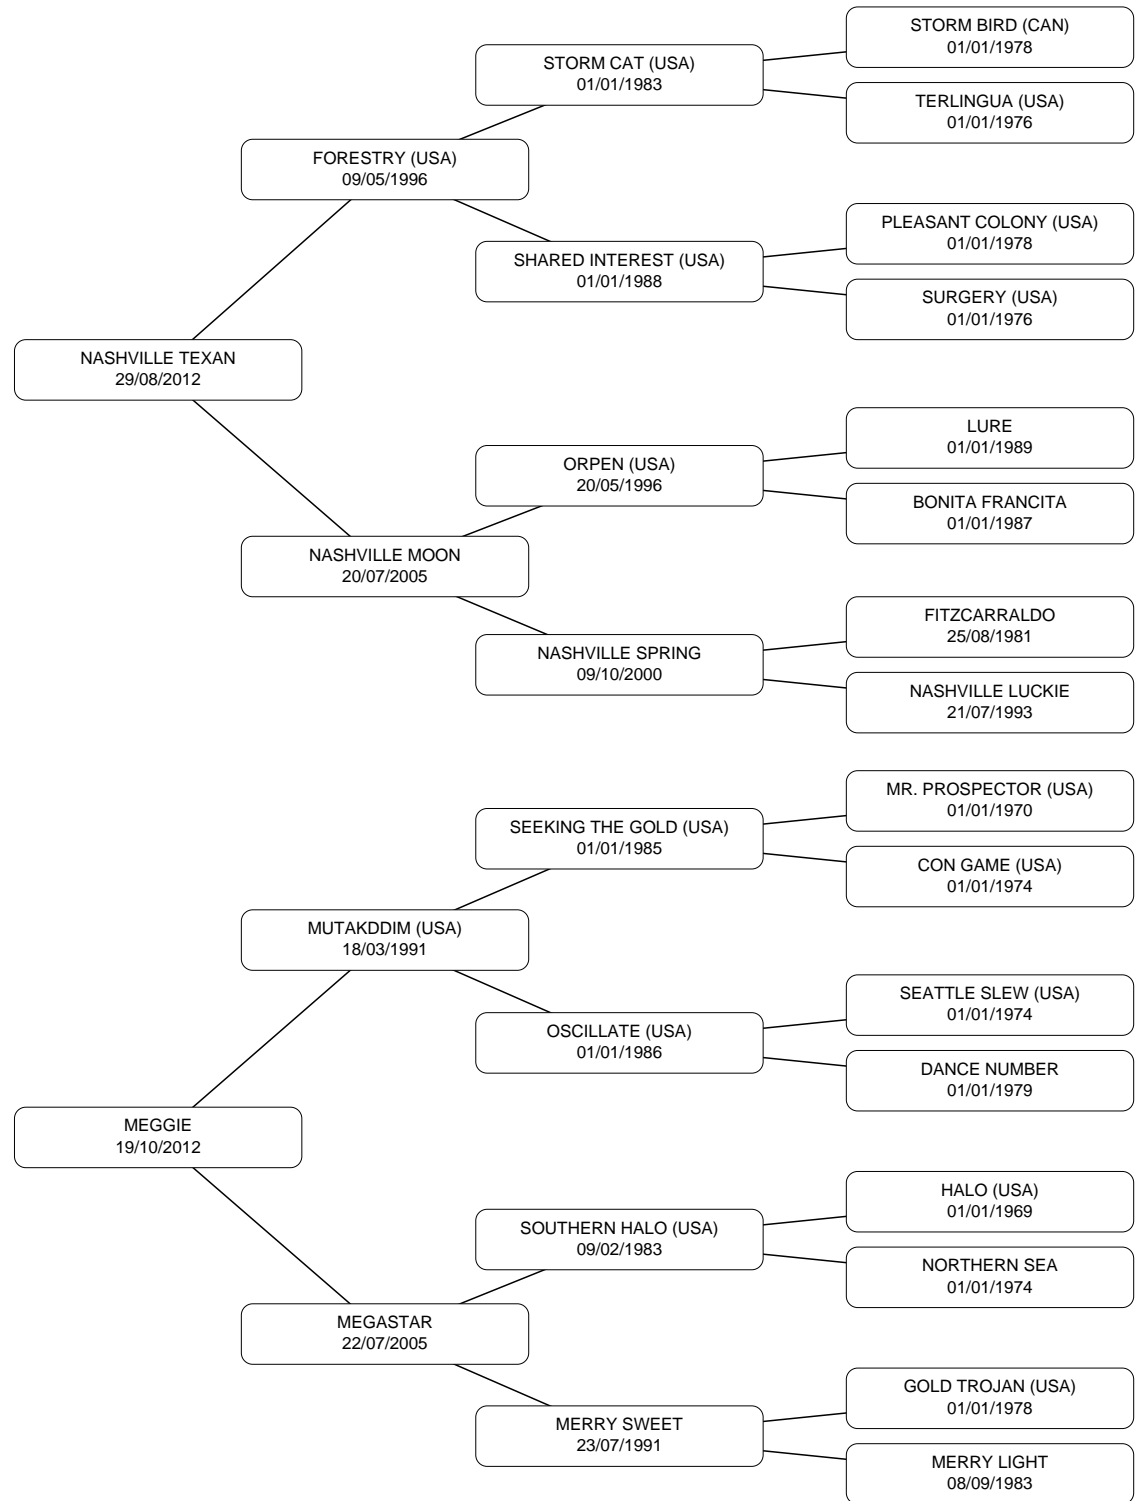 STORM BIRD (CAN)
01/01/1978
STORM CAT (USA)
01/01/1983
TERLINGUA (USA)
01/01/1976
FORESTRY (USA)
09/05/1996
PLEASANT COLONY (USA)
01/01/1978
SHARED INTEREST (USA)
01/01/1988
SURGERY (USA)
01/01/1976
NASHVILLE TEXAN
29/08/2012
LURE
01/01/1989
ORPEN (USA)
20/05/1996
BONITA FRANCITA
01/01/1987
NASHVILLE MOON
20/07/2005
FITZCARRALDO
25/08/1981
NASHVILLE SPRING
09/10/2000
NASHVILLE LUCKIE
21/07/1993
MR. PROSPECTOR (USA)
01/01/1970
SEEKING THE GOLD (USA)
01/01/1985
CON GAME (USA)
01/01/1974
MUTAKDDIM (USA)
18/03/1991
SEATTLE SLEW (USA)
01/01/1974
OSCILLATE (USA)
01/01/1986
DANCE NUMBER
01/01/1979
MEGGIE
19/10/2012
HALO (USA)
01/01/1969
SOUTHERN HALO (USA)
09/02/1983
NORTHERN SEA
01/01/1974
MEGASTAR
22/07/2005
GOLD TROJAN (USA)
01/01/1978
MERRY SWEET
23/07/1991
MERRY LIGHT
08/09/1983